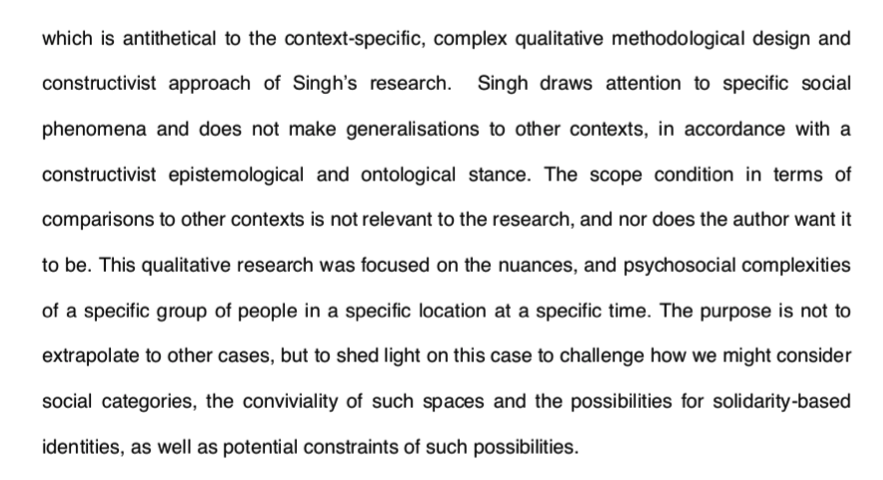 which is antithetical to the context-specific, complex qualitative methodological design and
constructivist approach of Singh's research.  Singh draws attention to specific social
phenomena and does not make generalisations to other contexts, in accordance with a
constructivist epistemological and ontological stance. The scope condition in terms of
comparisons to other contexts is not relevant to the research, and nor does the author want it
to be. This qualitative research was focused on the nuances, and psychosocial complexities
of a specific group of people in a specific location at a specific time. The purpose is not to
extrapolate to other cases, but to shed light on this case to challenge how we might consider
social categories, the conviviality of such spaces and the possibilities for solidarity-based
identities, as well as potential constraints of such possibilities.